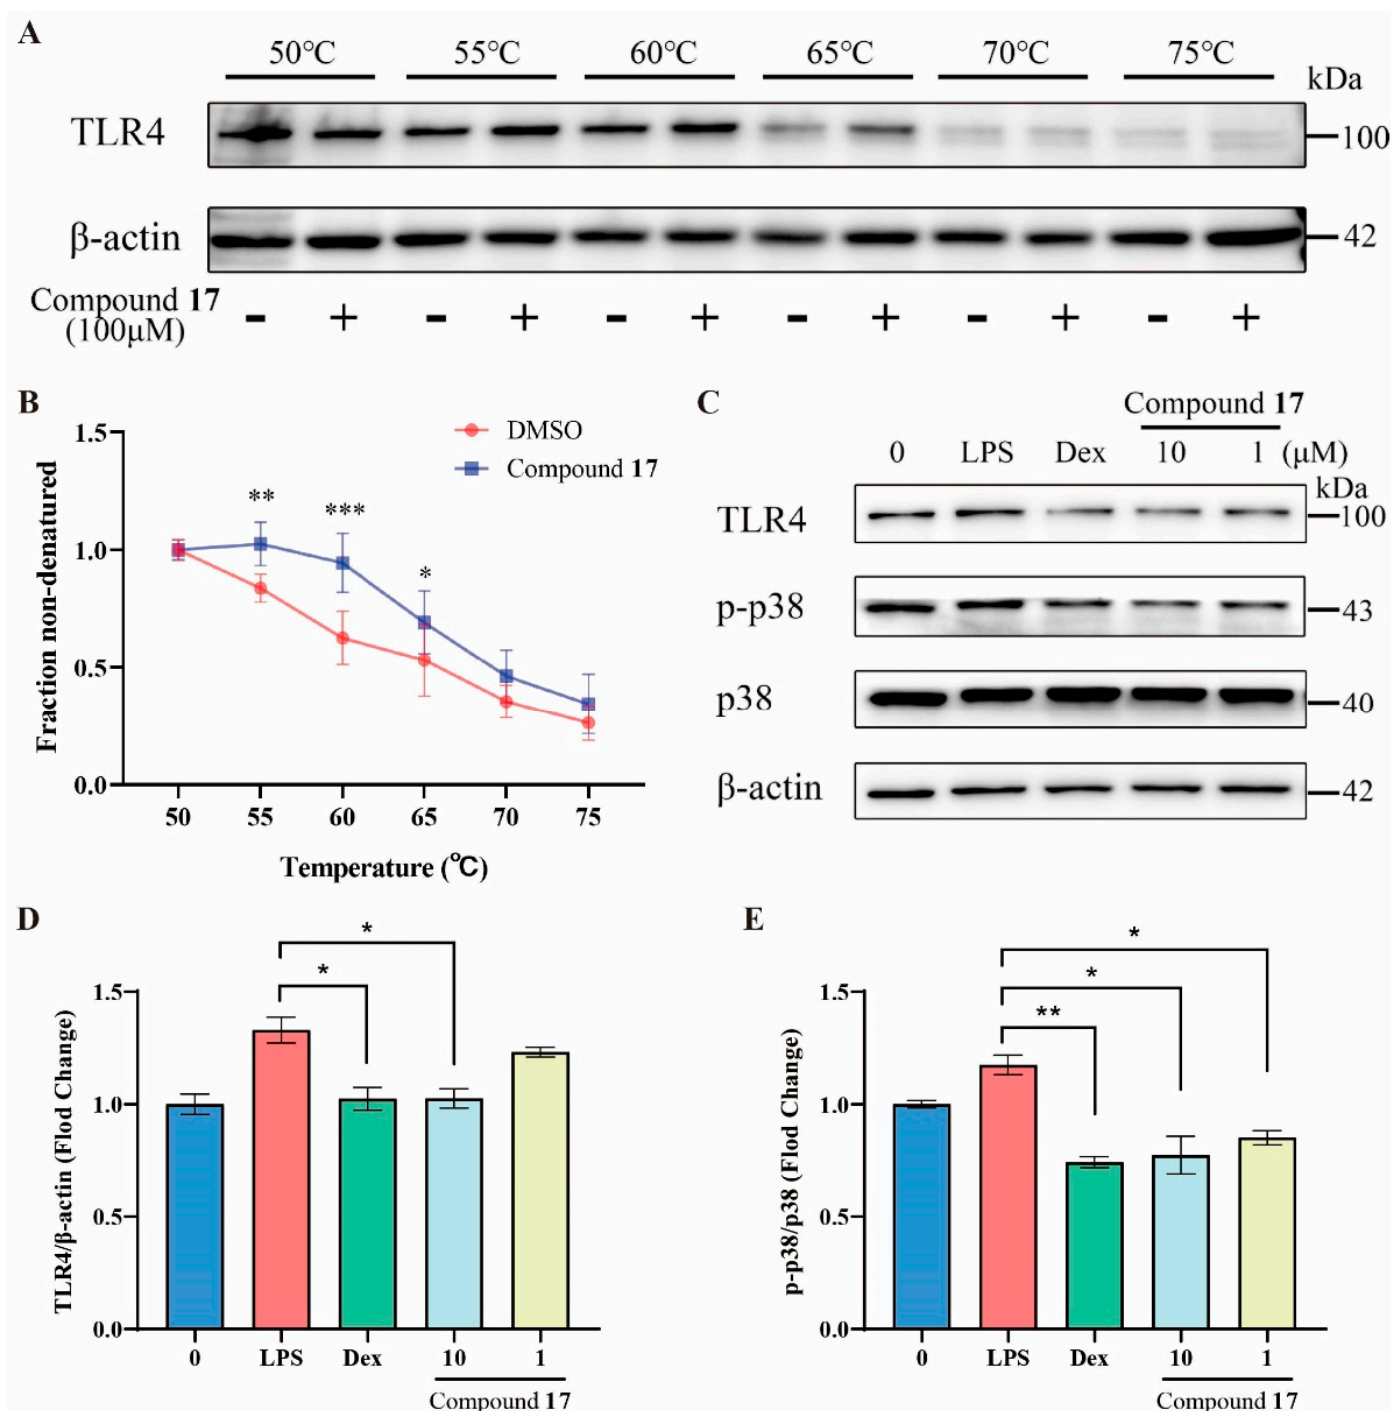 A
50℃ 55℃ 60℃ 65℃ 70℃ 75℃
kDa
TLR4
100
β-actin
42
Compound 17
(100μM)
- + - + - + - + - + - +
B
1.5
1.0
0.5
0.0
Fraction non-denatured
DMSO
Compound 17
**
***
*
50 55 60 65 70 75
Temperature (℃)
C
Compound 17
0 LPS Dex 10 1 (μM)
kDa
TLR4
100
p-p38
43
p38
40
β-actin
42
D
*
*
1.5
1.0
0.5
0.0
TLR4/β-actin (Flod Change)
0 LPS Dex 10 1
Compound 17
E
*
*
**
1.5
1.0
0.5
0.0
p-p38/p38 (Flod Change)
0 LPS Dex 10 1
Compound 17